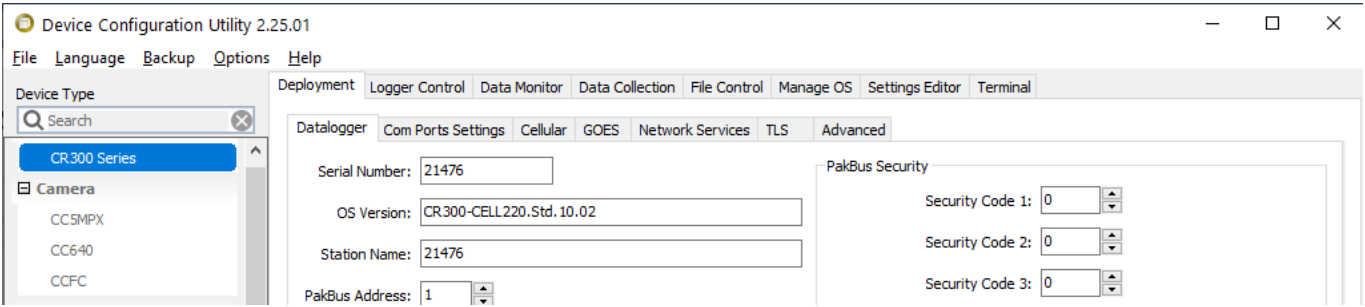 Device Configuration Utility 2.25.01
File Language Backup Options Help
Device Type
Search
CR300 Series
Camera
CC5MPX
CC640
CCFC
Deployment Logger Control Data Monitor Data Collection File Control Manage OS Settings Editor Terminal
Datalogger Com Ports Settings Cellular GOES Network Services TLS Advanced
Serial Number: 21476
OS Version: CR300-CELL220.Std.10.02
Station Name: 21476
PakBus Address: 1
PakBus Security
Security Code 1: 0
Security Code 2: 0
Security Code 3: 0